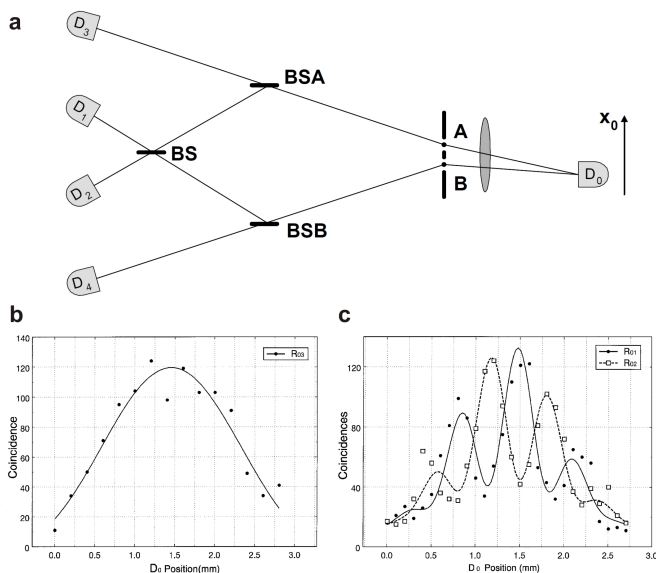 a
D3
BSA
D1
BS
A
x0
D2
B
D0
BSB
D4
b
c
140
120
100
80
60
40
20
0
Coincidence
R03
0.0 0.5 1.0 1.5 2.0 2.5 3.0
D0 Position(mm)
120
80
40
0
Coincidences
R01
R02
0.0 0.5 1.0 1.5 2.0 2.5 3.0
D0 Position (mm)